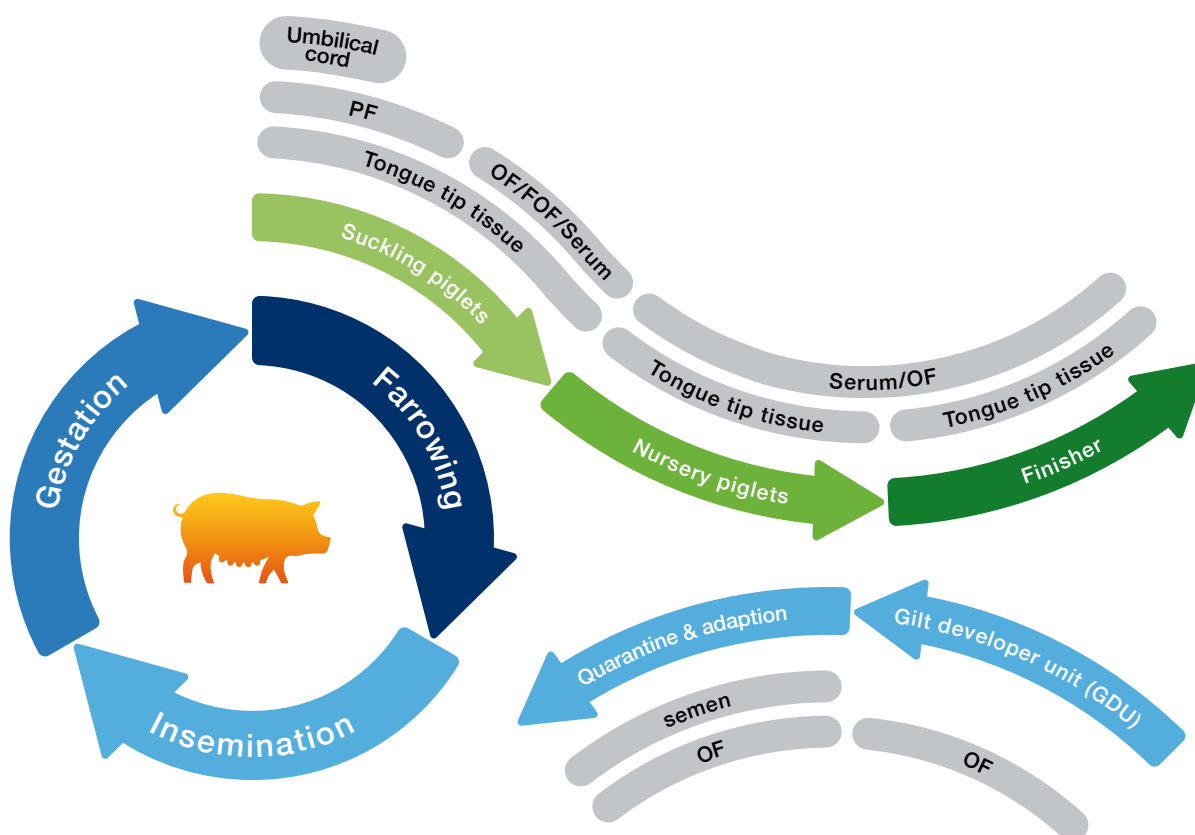 Umbilical
cord
PF
Tongue tip tissue
OF/FOF/Serum
Suckling piglets
Serum/OF
Tongue tip tissue
Tongue tip tissue
Nursery piglets
Finisher
Gestation
Farrowing
Insemination
Quarantine & adaption
Gilt developer unit (GDU)
semen
OF
OF